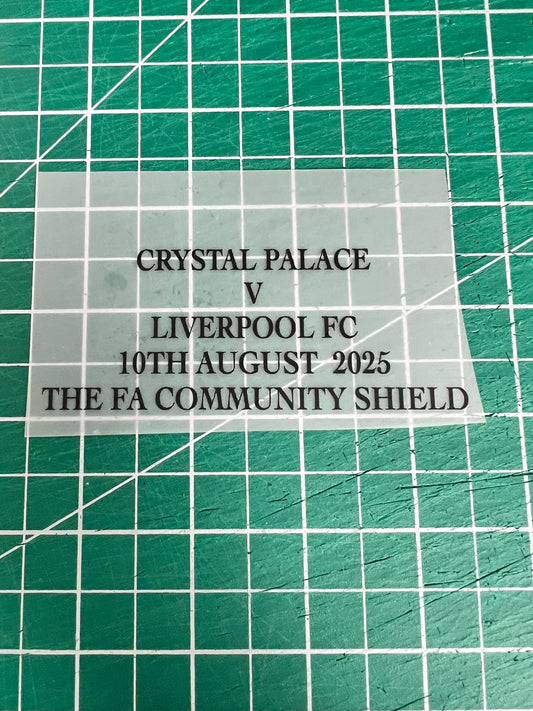 CRYSTAL PALACE
V
LIVERPOOL FC
10TH AUGUST 2025
THE FA COMMUNITY SHIELD